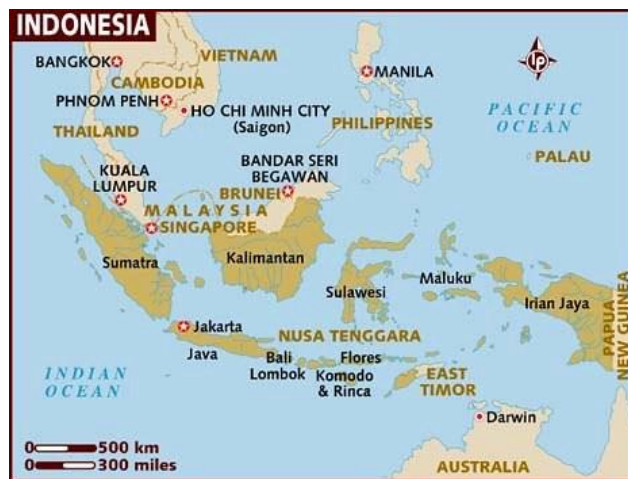 INDONESIA
BANGKOK
VIETNAM
CAMBODIA
MANILA
LP
PHNOM PENH
HO CHI MINH CITY
(Saigon)
PACIFIC
OCEAN
THAILAND
PHILIPPINES
PALAU
KUALA
LUMPUR
BANDAR SERI
BEGAWAN
BRUNEI
MALAYSIA
SINGAPORE
Sumatra
Kalimantan
Sulawesi
Maluku
Irian Jaya
PAPUA
NEW GUINEA
Jakarta
Java
NUSA TENGGARA
Bali
Lombok
Flores
Komodo
& Rinca
EAST
TIMOR
INDIAN
OCEAN
Darwin
0 500 km
0 300 miles
AUSTRALIA